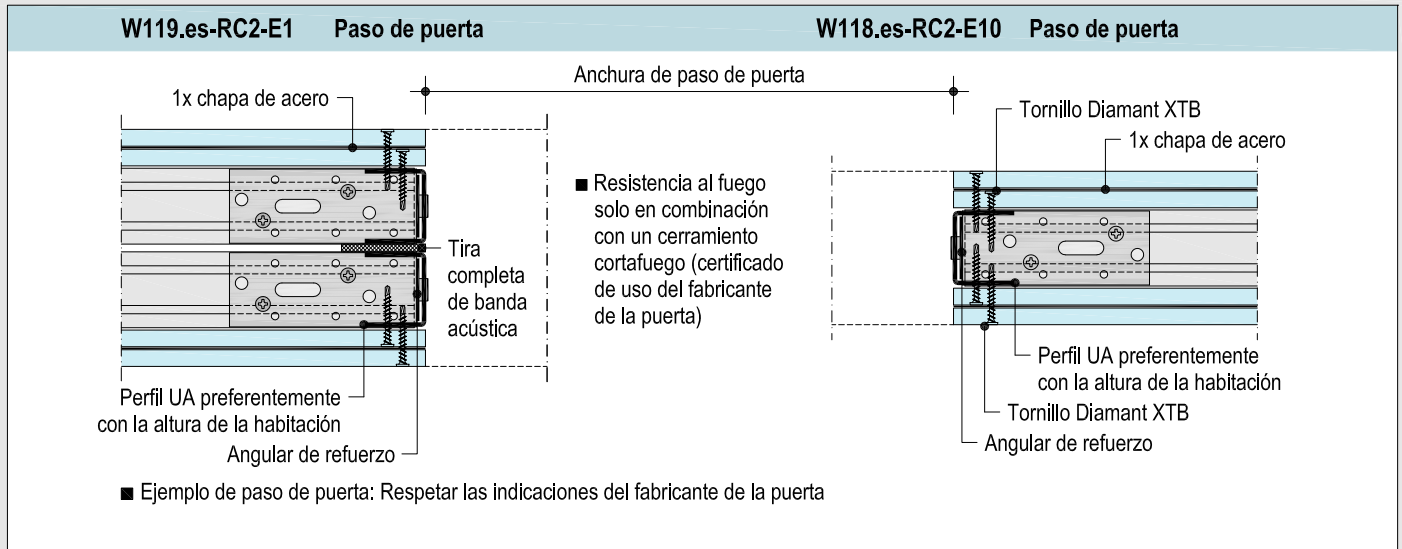 W119.es-RC2-E1 Paso de puerta
W118.es-RC2-E10 Paso de puerta
Anchura de paso de puerta
1x chapa de acero
Tornillo Diamant XTB
1x chapa de acero
■ Resistencia al fuego
solo en combinación
con un cerramiento
cortafuego (certificado
de uso del fabricante
de la puerta)
Tira
completa
de banda
acústica
Perfil UA preferentemente
con la altura de la habitación
Angular de refuerzo
Perfil UA preferentemente
con la altura de la habitación
Tornillo Diamant XTB
Angular de refuerzo
■ Ejemplo de paso de puerta: Respetar las indicaciones del fabricante de la puerta